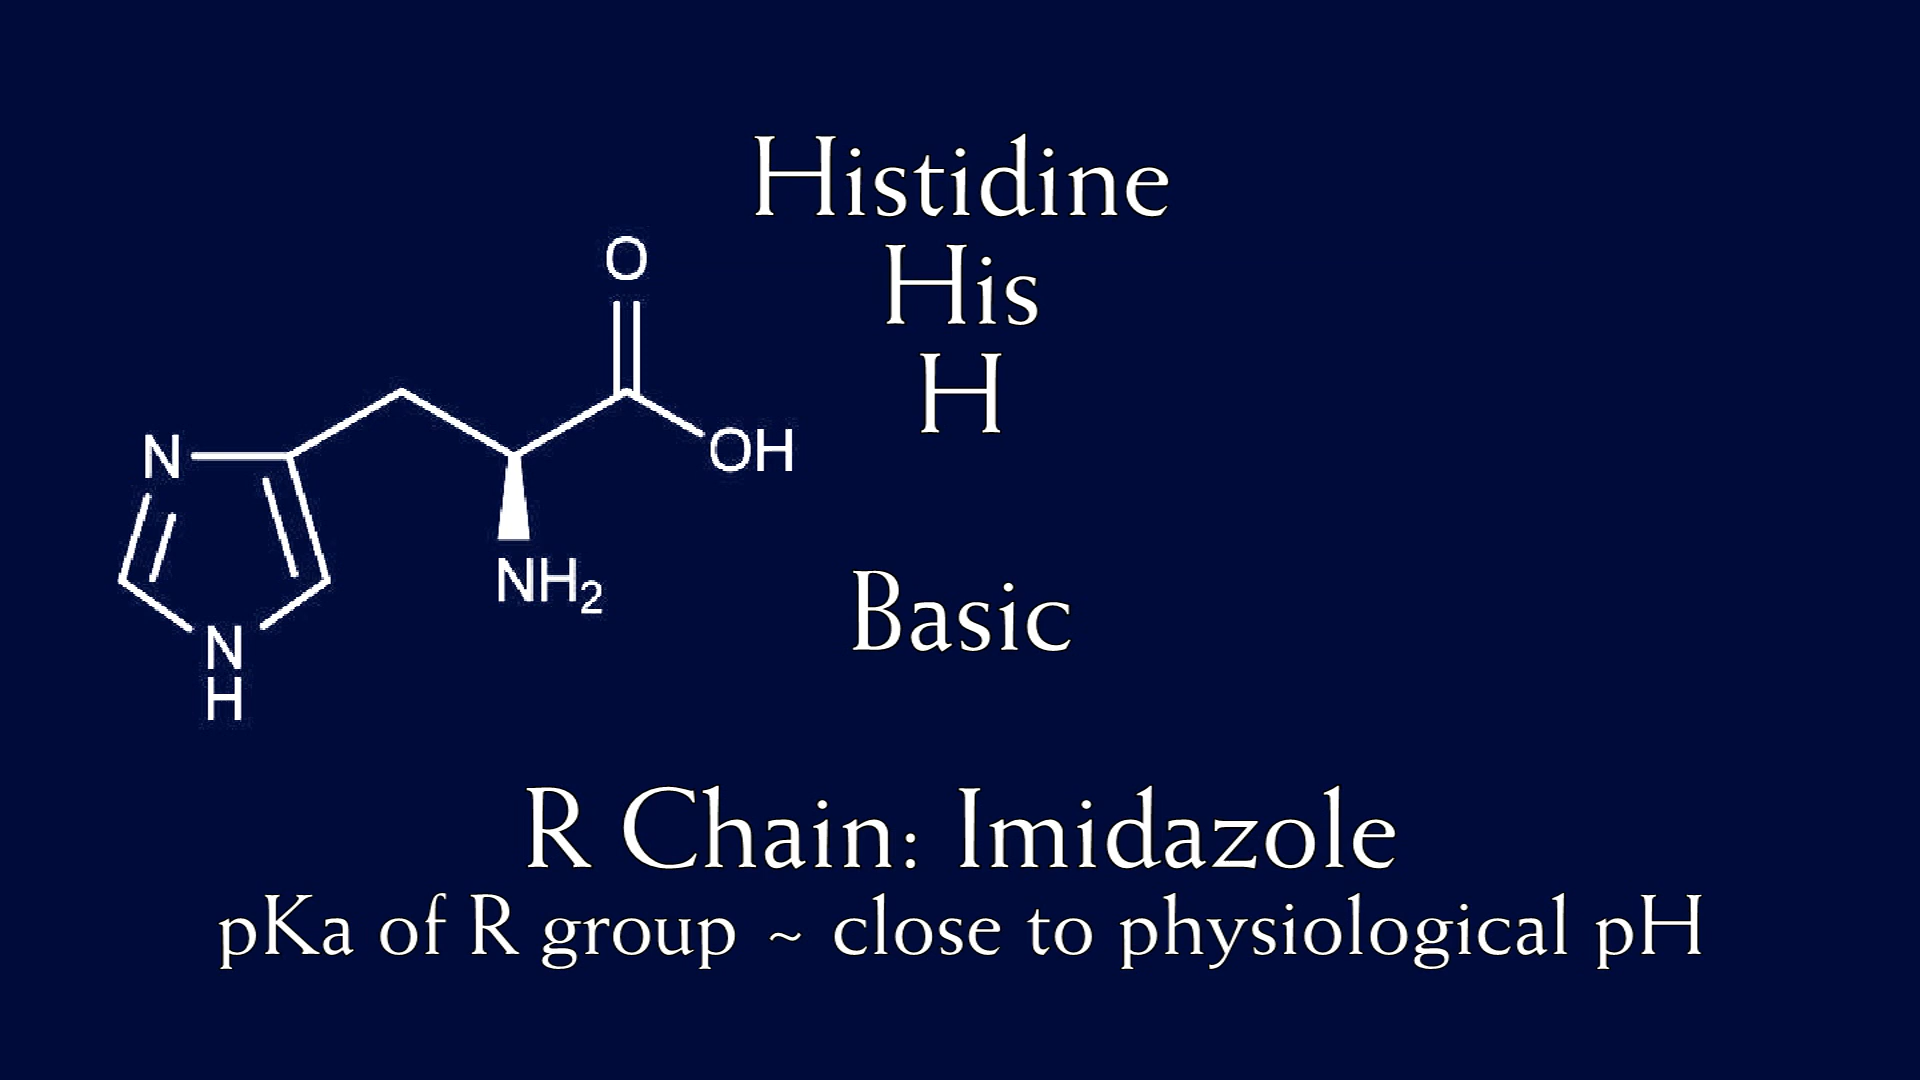 Histidine
His
H
O
OH
N
NH₂
N
H
Basic
R Chain: Imidazole
pKa of R group ~ close to physiological pH